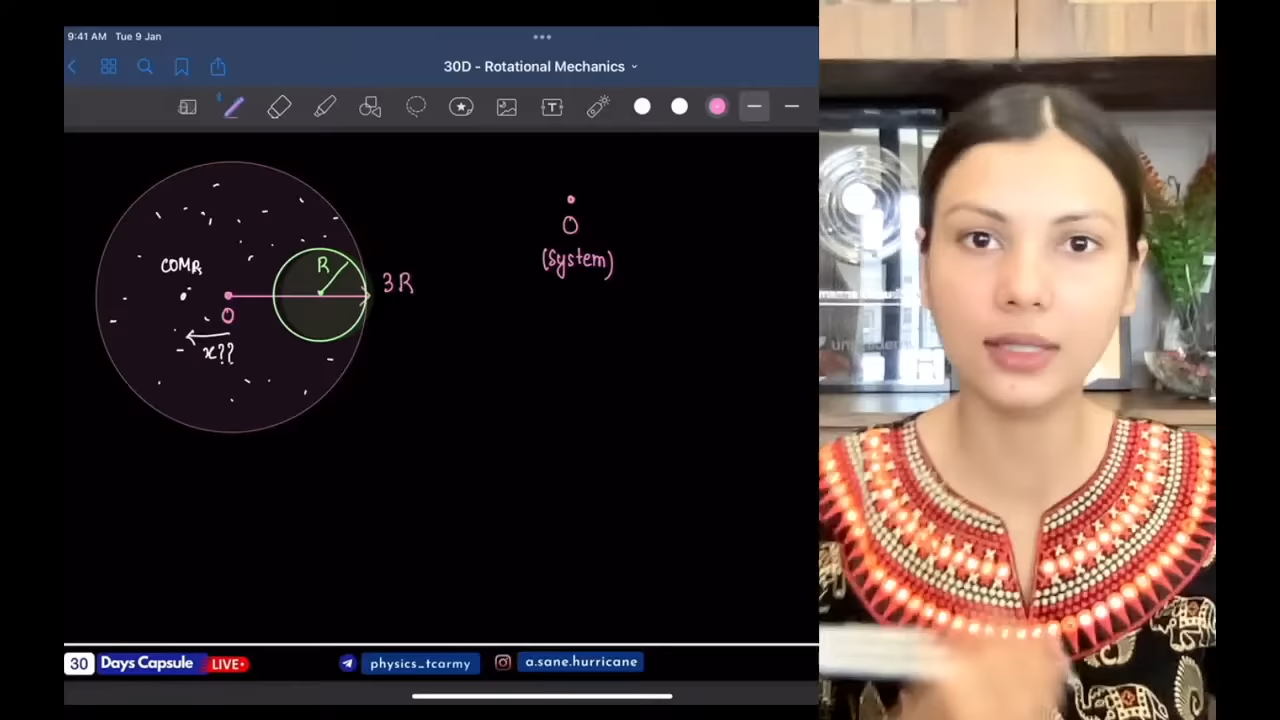 9:41 AM Tue 9 Jan
30D - Rotational Mechanics
COMR
R
3R
O
x??
O
(System)
30 Days Capsule LIVE
physics_tcarmy
a.sane.hurricane